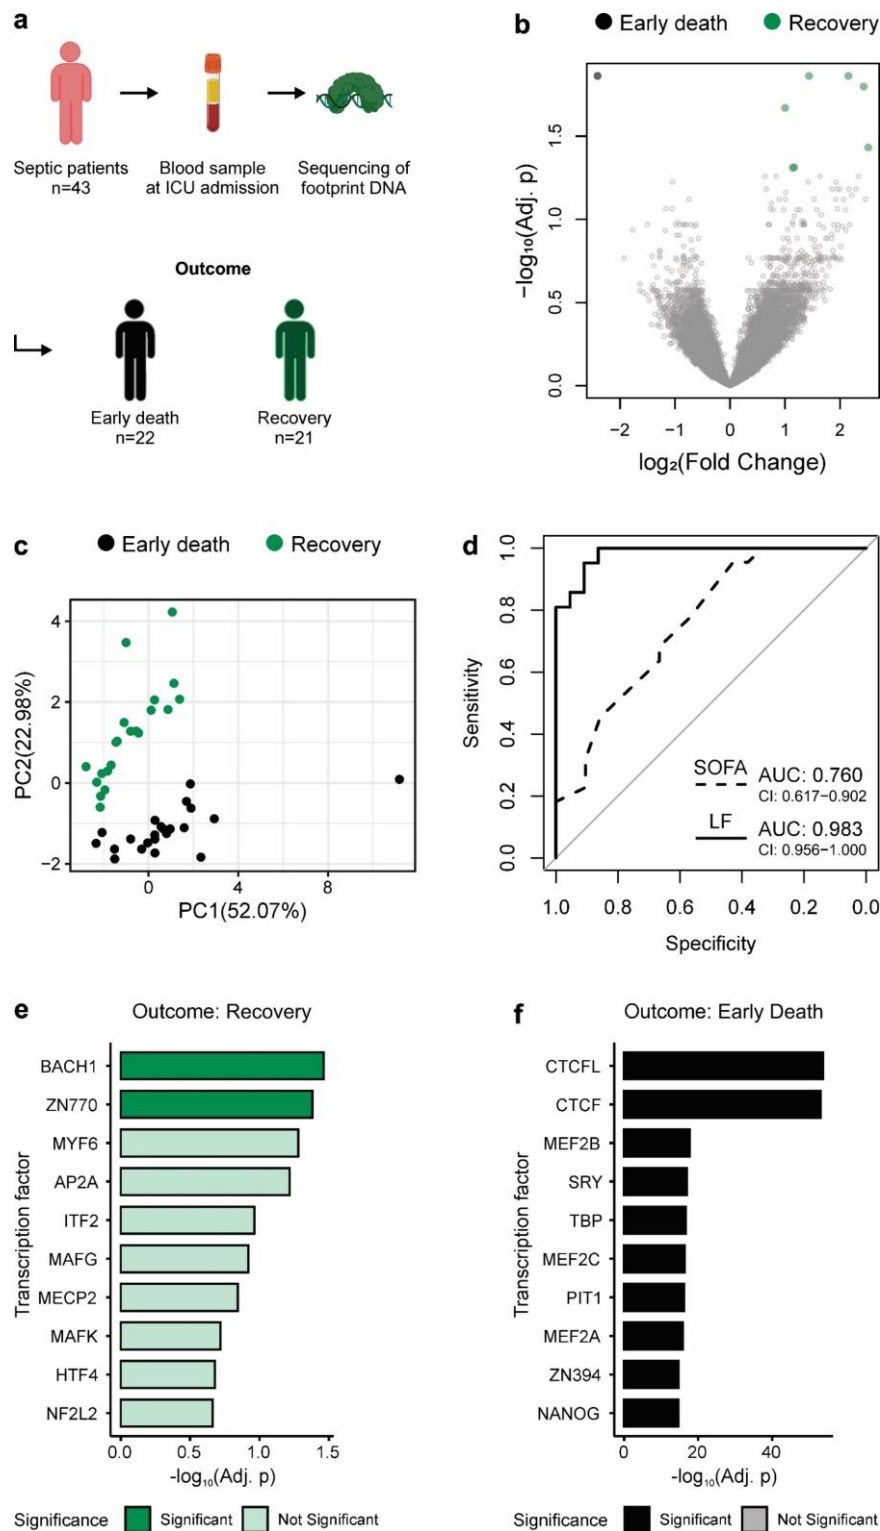 a
Septic patients
n=43
Blood sample
at ICU admission
Sequencing of
footprint DNA
Outcome
Early death
n=22
Recovery
n=21
b
Early death
Recovery
−log₁₀(Adj. p)
1.5
1.0
0.5
0.0
−2
−1
0
1
2
log₂(Fold Change)
c
Early death
Recovery
PC2(22.98%)
4
2
0
−2
0
4
8
PC1(52.07%)
d
Sensitivity
1.0
0.8
0.6
0.4
0.2
0.0
SOFA
AUC: 0.760
CI: 0.617−0.902
LF
AUC: 0.983
CI: 0.956−1.000
1.0
0.8
0.6
0.4
0.2
0.0
Specificity
e
Outcome: Recovery
Transcription factor
BACH1
ZN770
MYF6
AP2A
ITF2
MAFG
MECP2
MAFK
HTF4
NF2L2
0.0
0.5
1.0
1.5
-log₁₀(Adj. p)
Significance
Significant
Not Significant
f
Outcome: Early Death
Transcription factor
CTCFL
CTCF
MEF2B
SRY
TBP
MEF2C
PIT1
MEF2A
ZN394
NANOG
0
20
40
-log₁₀(Adj. p)
Significance
Significant
Not Significant